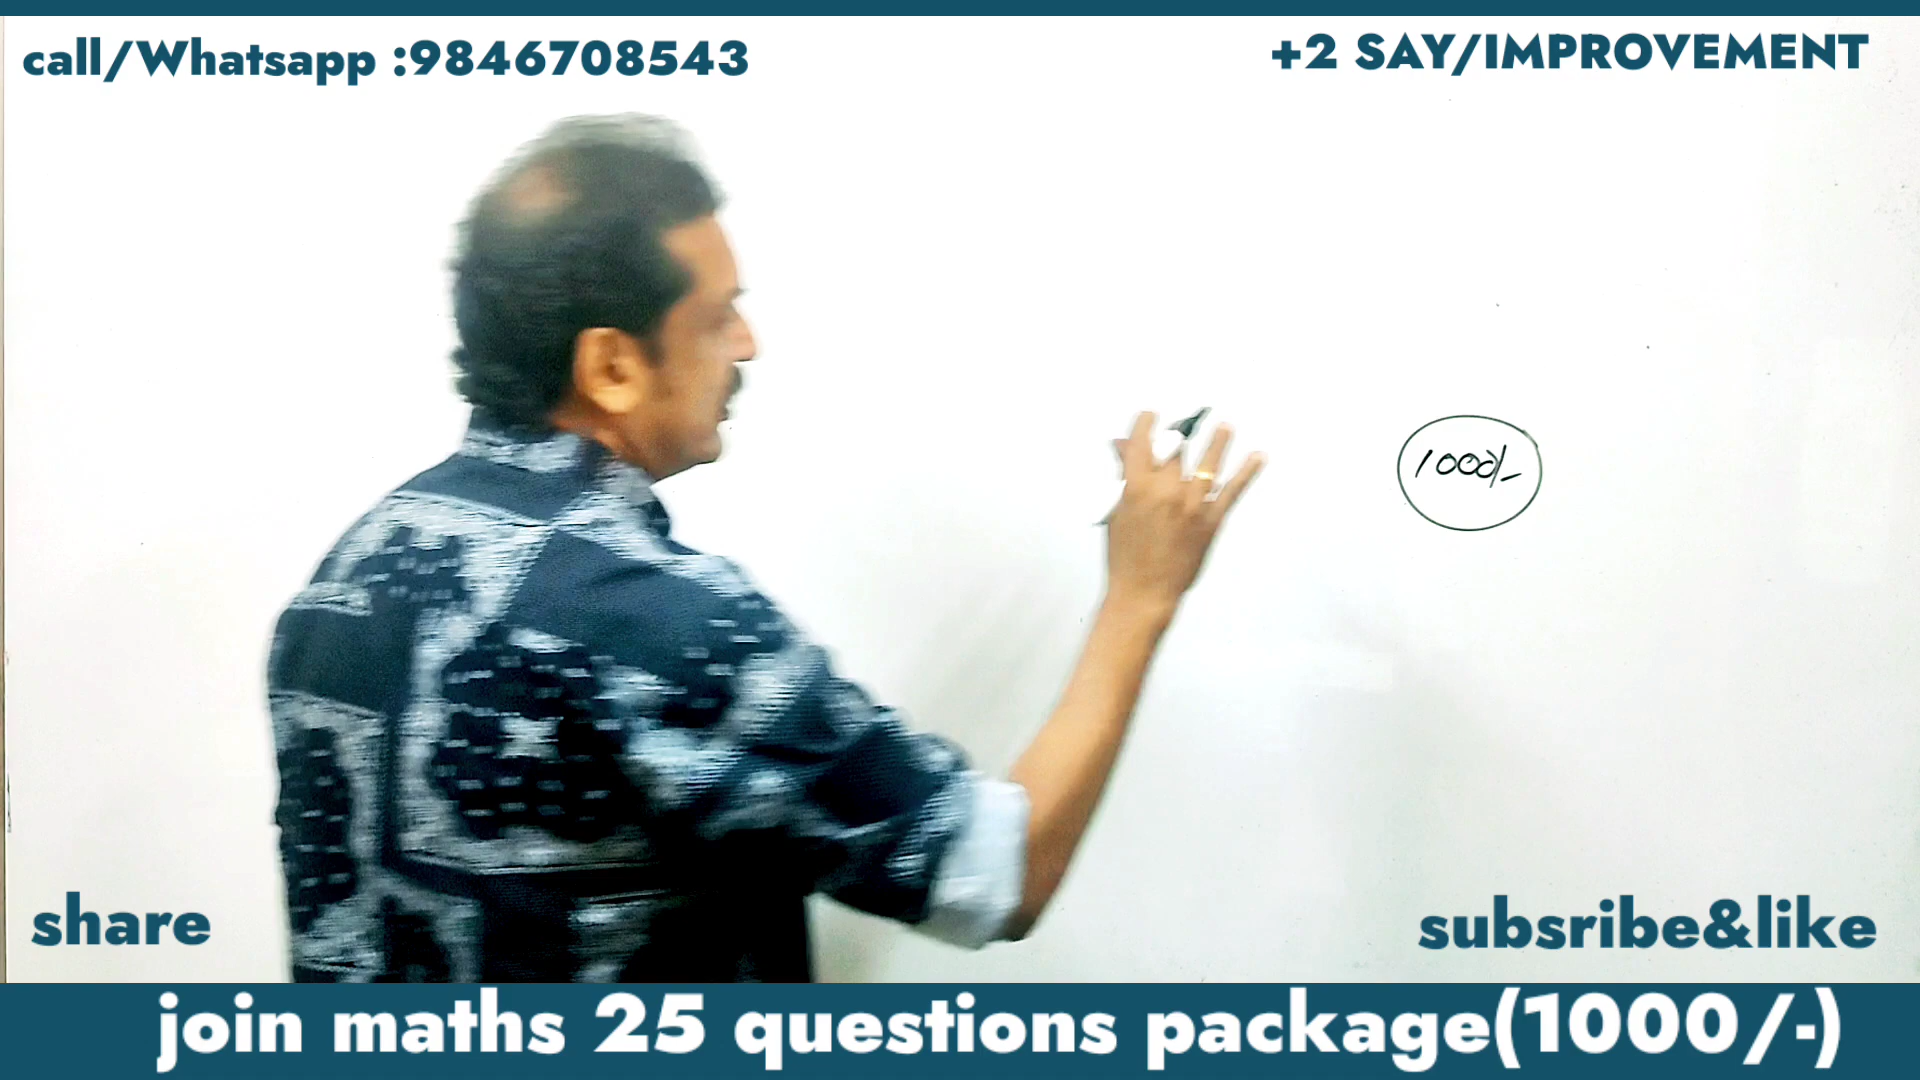 call/Whatsapp :9846708543
+2 SAY/IMPROVEMENT
1000/-
share
subsribe&like
join maths 25 questions package(1000/-)